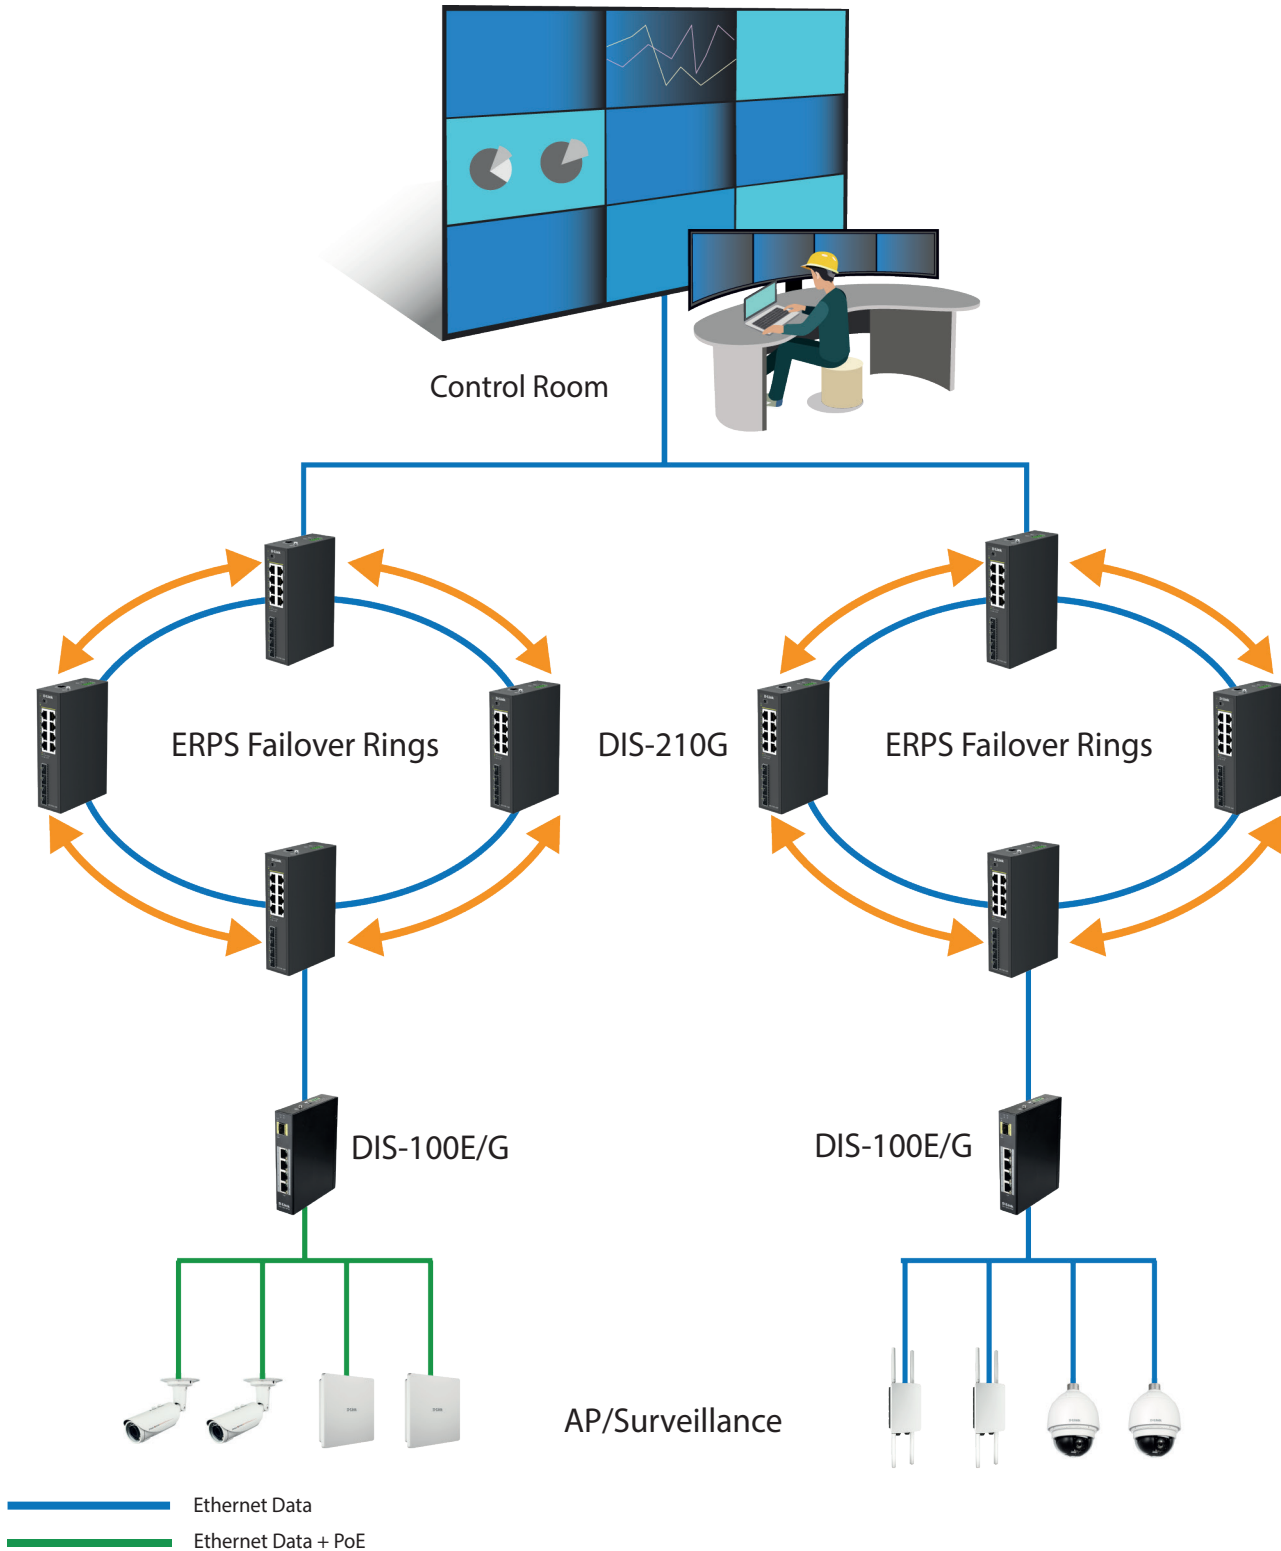 Control Room
ERPS Failover Rings
DIS-210G
ERPS Failover Rings
DIS-100E/G
DIS-100E/G
AP/Surveillance
Ethernet Data
Ethernet Data + PoE